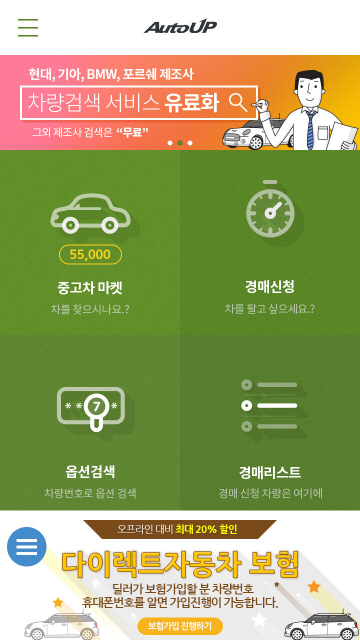 AutoUP
현대, 기아, BMW, 포르쉐 제조사
차량검색 서비스 유료화
그외 제조사 검색은 “무료”
55,000
중고차 마켓
차를 찾으시나요.?
경매신청
차를 팔고 싶으세요.?
* * 7 *
옵션검색
차량번호로 옵션 검색
경매리스트
경매 신청 차량은 여기에
오프라인 대비 최대 20% 할인
다이렉트자동차 보험
딜러가 보험가입할 분 차량번호
휴대폰번호를 알면 가입진행이 가능합니다.
보험가입 진행하기